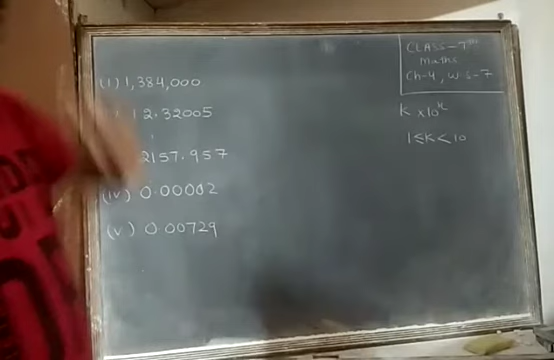 (i) 1,384,000
12.32005
2157.957
(iv) 0.00002
(v) 0.00729
CLASS-7th
Maths
Ch-4, W.S-7
K ×10ⁿ
1≤K<10